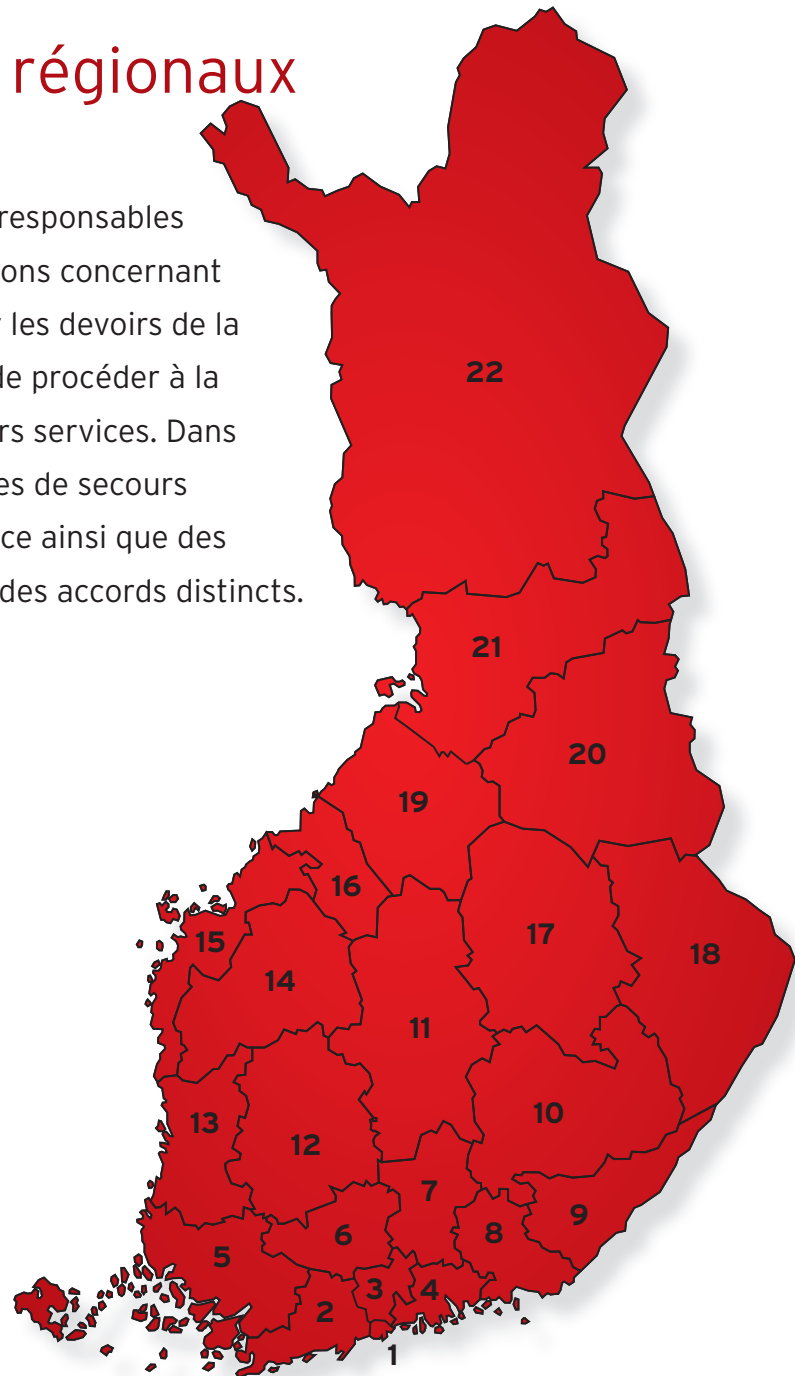 régionaux
responsables
ons concernant
les devoirs de la
de procéder à la
rs services. Dans
es de secours
ce ainsi que des
des accords distincts.
22
21
20
19
16
17
15
18
14
11
10
13
12
7
9
6
8
5
3
4
2
1